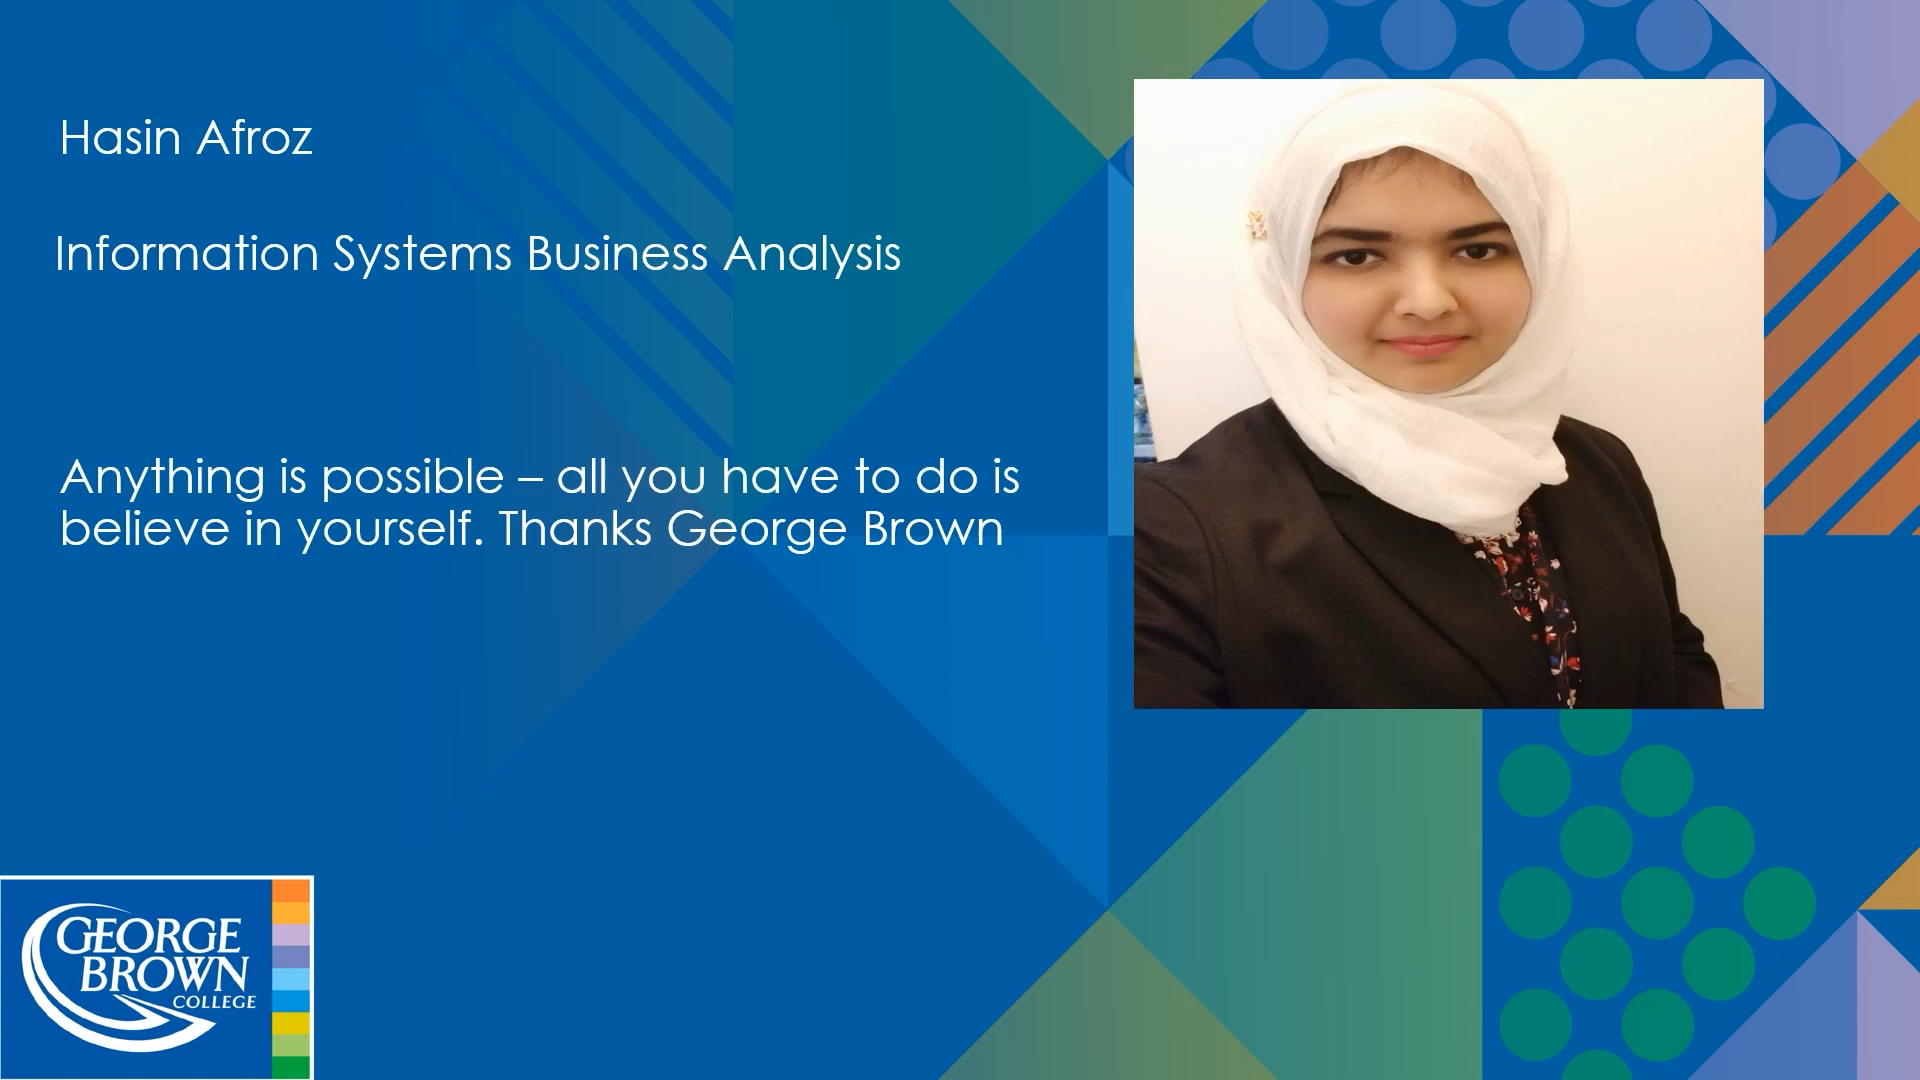 Hasin Afroz
Information Systems Business Analysis
Anything is possible – all you have to do is
believe in yourself. Thanks George Brown
GEORGE
BROWN
COLLEGE